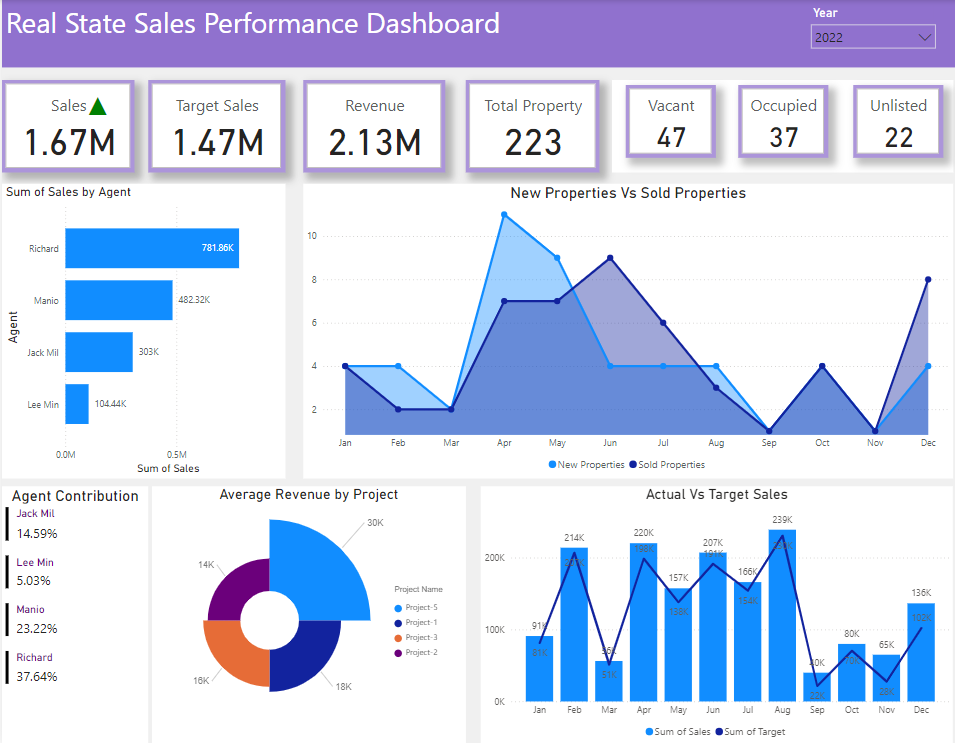 Real State Sales Performance Dashboard
Year
2022
Sales
1.67M
Target Sales
1.47M
Revenue
2.13M
Total Property
223
Vacant
47
Occupied
37
Unlisted
22
Sum of Sales by Agent
Agent
Richard
781.86K
Manio
482.32K
Jack Mil
303K
Lee Min
104.44K
0.0M 0.5M
Sum of Sales
New Properties Vs Sold Properties
10
8
6
4
2
Jan Feb Mar Apr May Jun Jul Aug Sep Oct Nov Dec
New Properties Sold Properties
Agent Contribution
Jack Mil
14.59%
Lee Min
5.03%
Manio
23.22%
Richard
37.64%
Average Revenue by Project
30K
14K
16K
18K
Project Name
Project-5
Project-1
Project-3
Project-2
Actual Vs Target Sales
200K
100K
0K
91K 214K 56K 220K 157K 207K 166K 239K 40K 80K 65K 136K
81K 51K 198K 138K 191K 154K 22K 28K 102K
Jan Feb Mar Apr May Jun Jul Aug Sep Oct Nov Dec
Sum of Sales Sum of Target